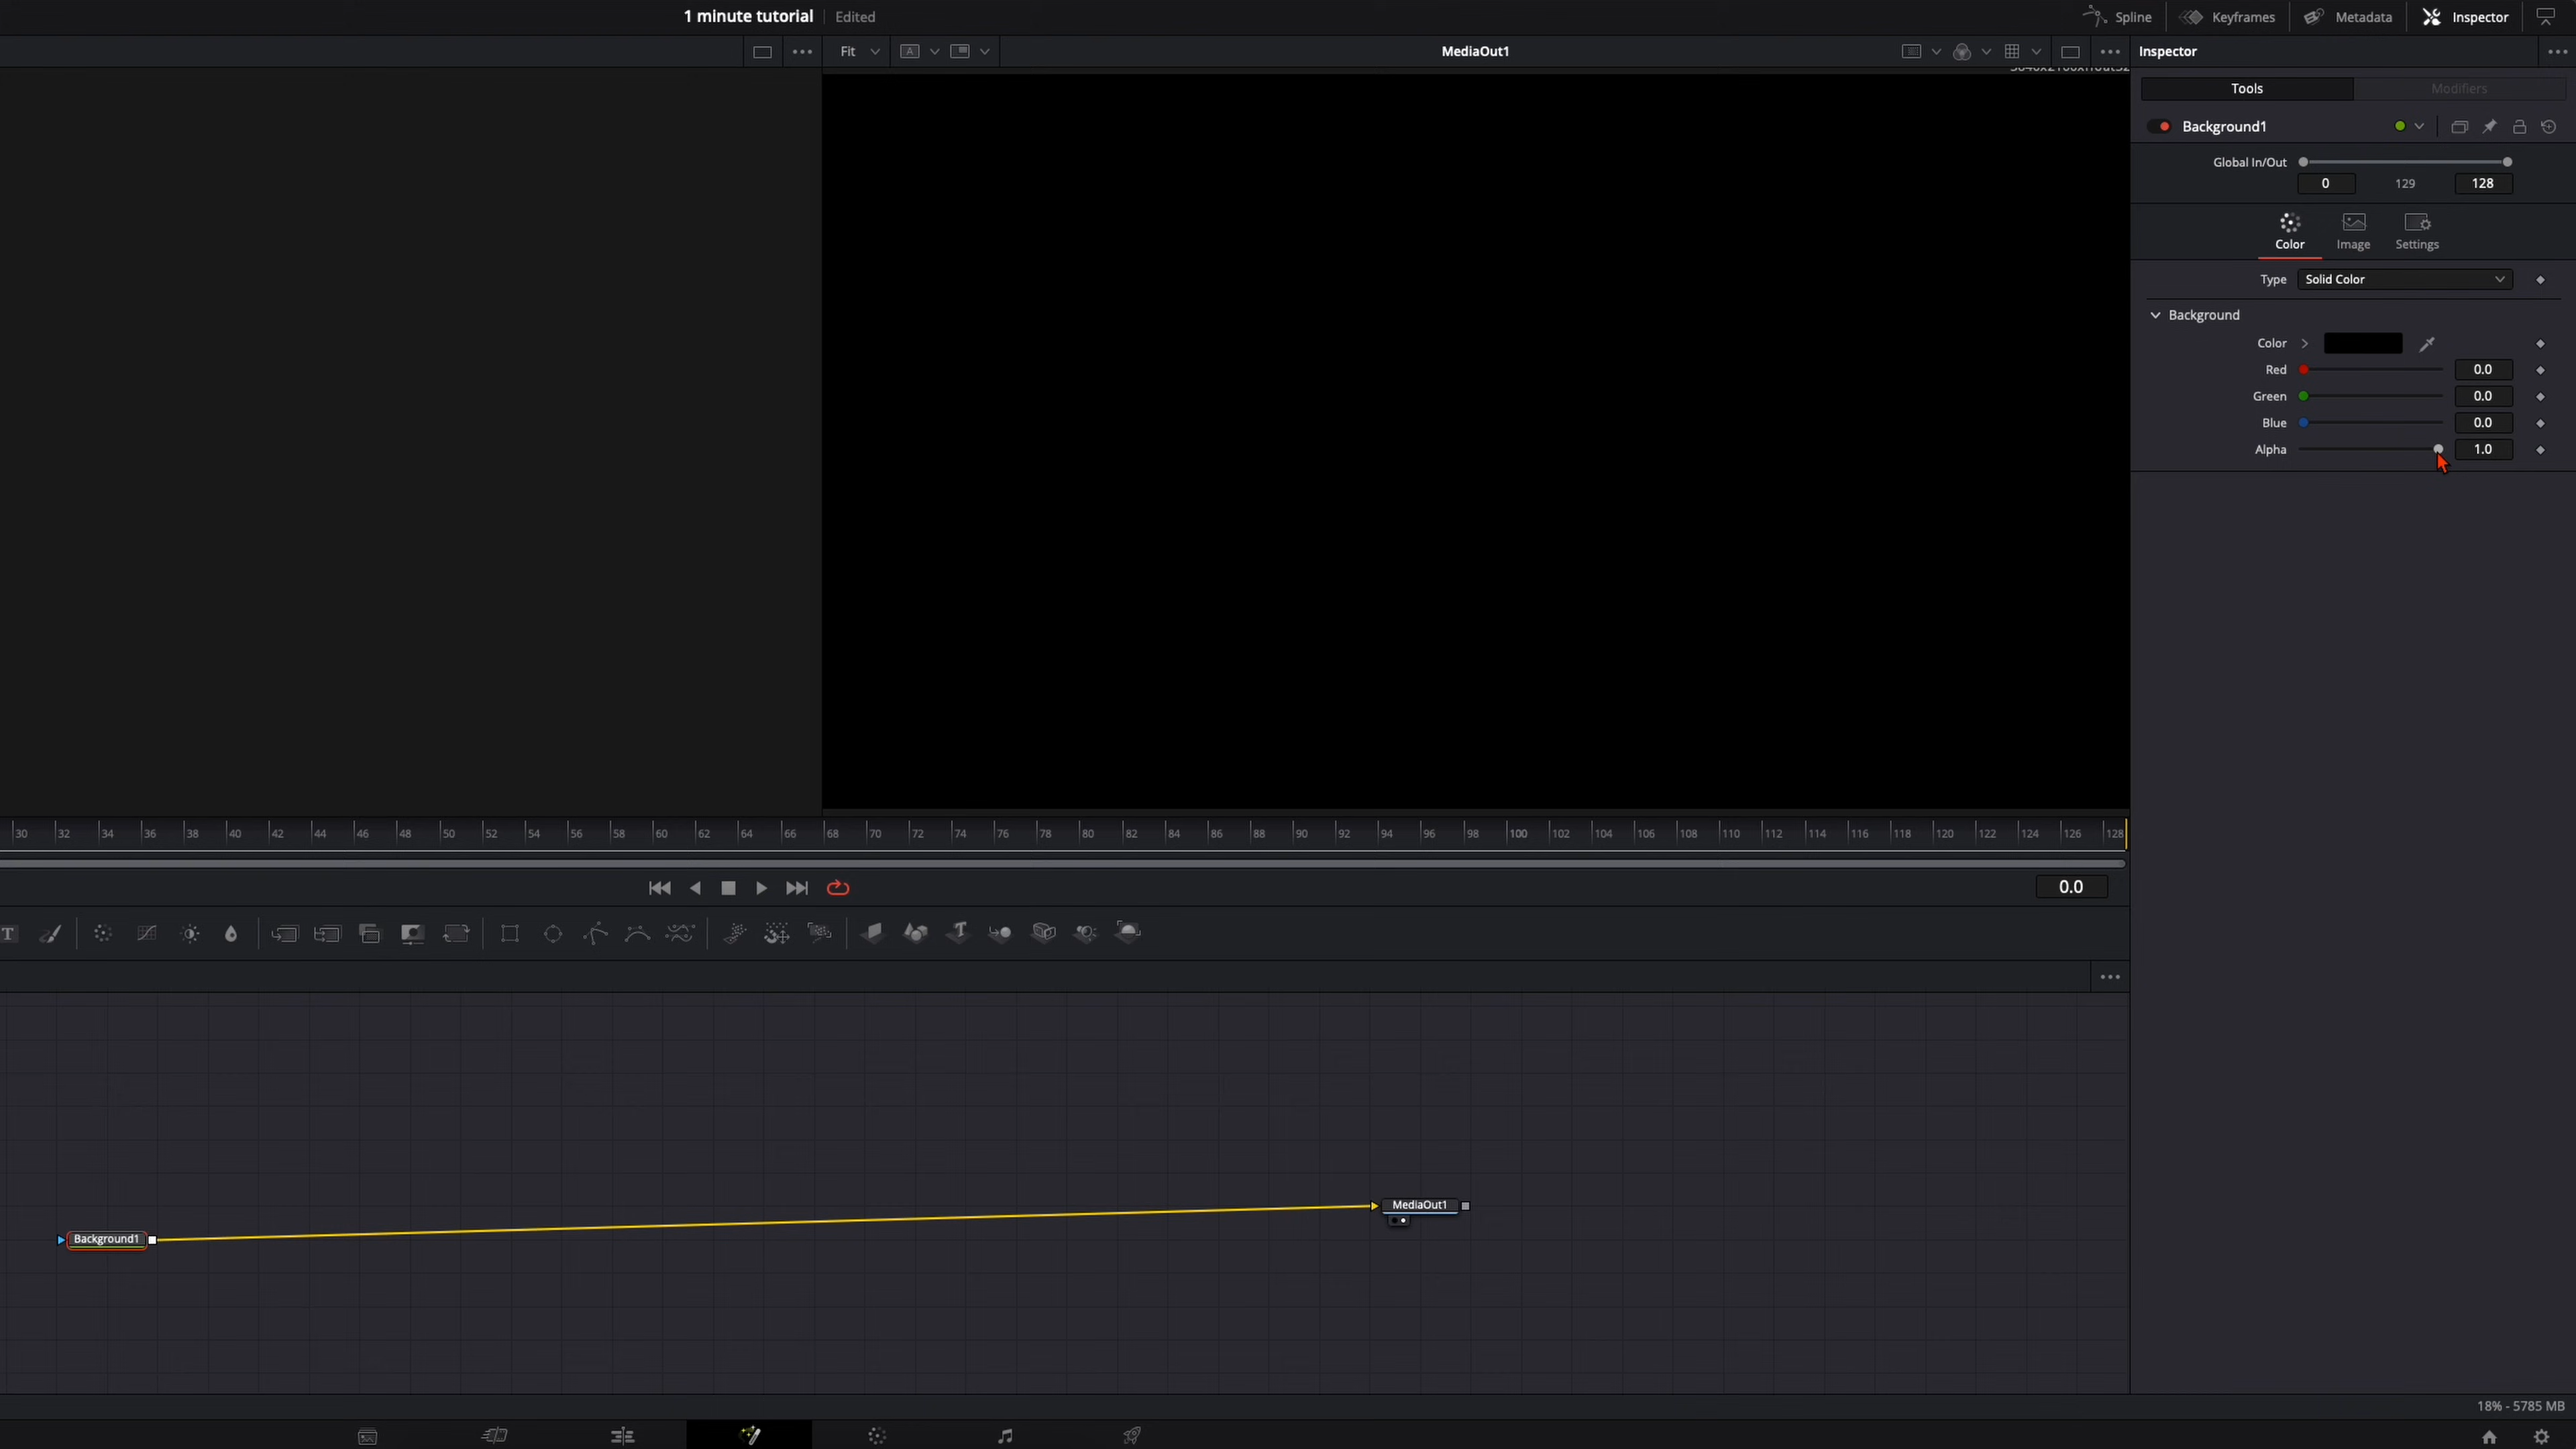 1 minute tutorial Edited
Spline Keyframes Metadata Inspector
Fit A MediaOut1
Inspector
Tools Modifiers
Background1
Global In/Out
0 129 128
Color Image Settings
Type Solid Color
Background
Color
Red 0.0
Green 0.0
Blue 0.0
Alpha 1.0
30 32 34 36 38 40 42 44 46 48 50 52 54 56 58 60 62 64 66 68 70 72 74 76 78 80 82 84 86 88 90 92 94 96 98 100 102 104 106 108 110 112 114 116 118 120 122 124 126 128
0.0
T T
MediaOut1
Background1
18% - 5785 MB